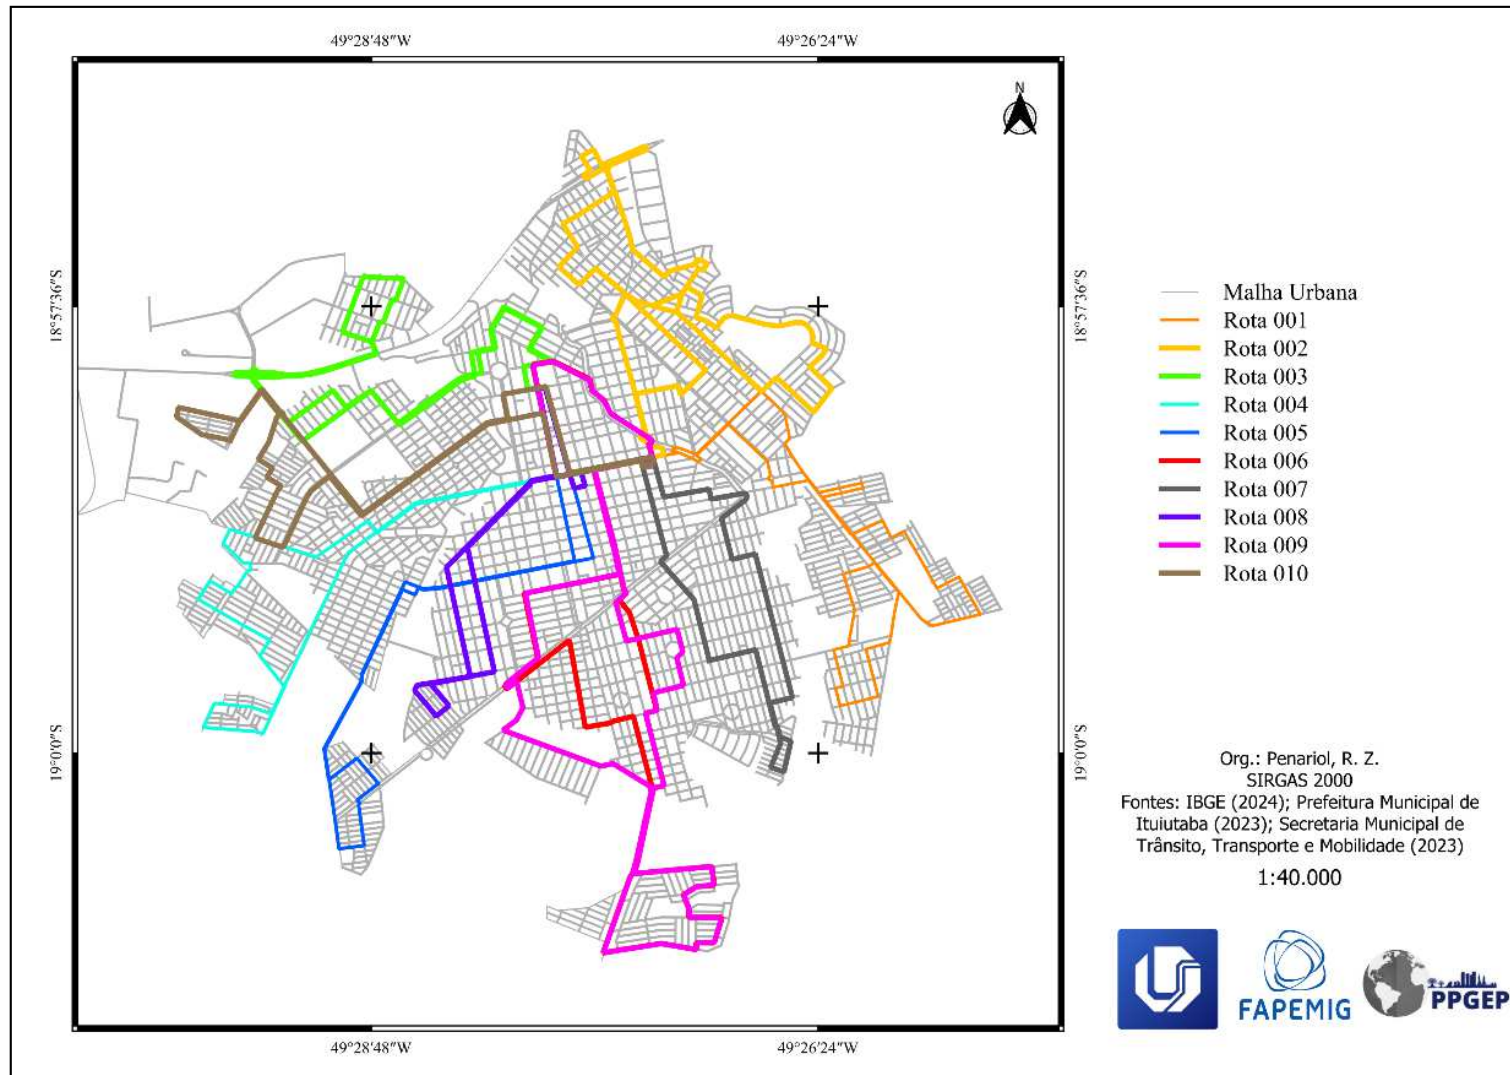 49°28'48"W
49°26'24"W
N
18°57'36"S
18°57'36"S
Malha Urbana
Rota 001
Rota 002
Rota 003
Rota 004
Rota 005
Rota 006
Rota 007
Rota 008
Rota 009
Rota 010
19°0'0"S
19°0'0"S
Org.: Penariol, R. Z.
SIRGAS 2000
Fontes: IBGE (2024); Prefeitura Municipal de
Ituiutaba (2023); Secretaria Municipal de
Trânsito, Transporte e Mobilidade (2023)
1:40.000
FAPEMIG
PPGEP
49°28'48"W
49°26'24"W